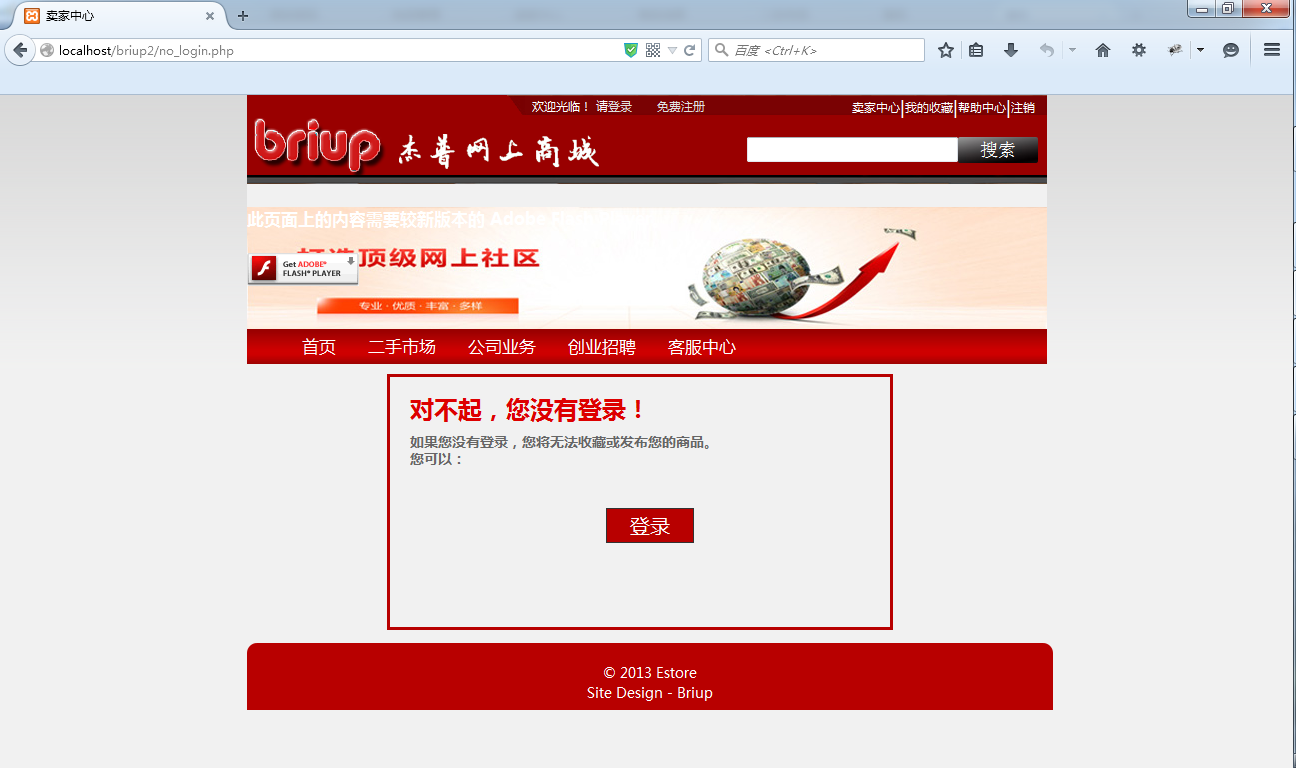 卖家中心
localhost/briup2/no_login.php
百度 <Ctrl+K>
欢迎光临！ 请登录 免费注册
卖家中心|我的收藏|帮助中心|注销
briup 杰普网上商城
搜索
此页面上的内容需要较新版本的 Adobe Flash
打造顶级网上社区
Get ADOBE®
FLASH® PLAYER
专业 · 优质 · 丰富 · 多样
首页 二手市场 公司业务 创业招聘 客服中心
对不起，您没有登录！
如果您没有登录，您将无法收藏或发布您的商品。
您可以：
登录
© 2013 Estore
Site Design - Briup